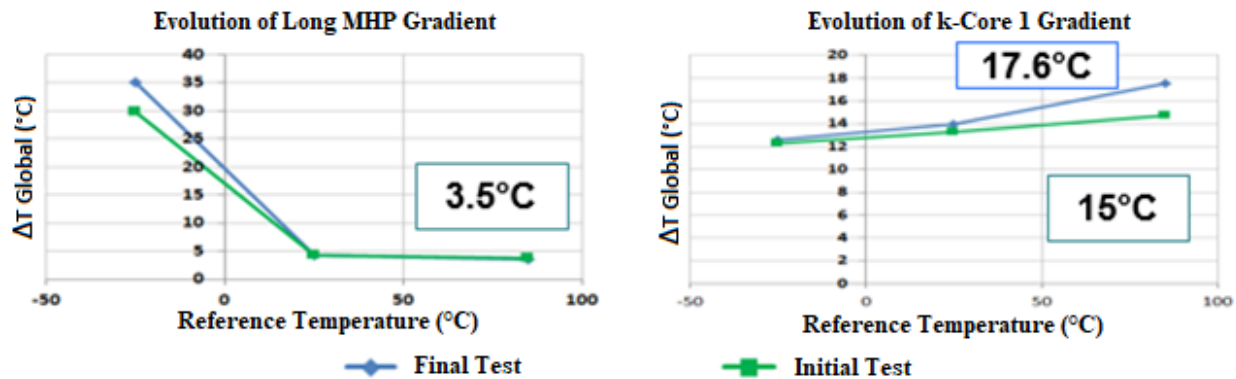 Evolution of Long MHP Gradient
ΔT Global (°C)
40
35
30
25
20
15
10
5
0
3.5°C
-50
0
50
100
Reference Temperature (°C)
Evolution of k-Core 1 Gradient
ΔT Global (°C)
20
18
16
14
12
10
8
6
4
2
0
17.6°C
15°C
-50
0
50
100
Reference Temperature (°C)
Final Test
Initial Test